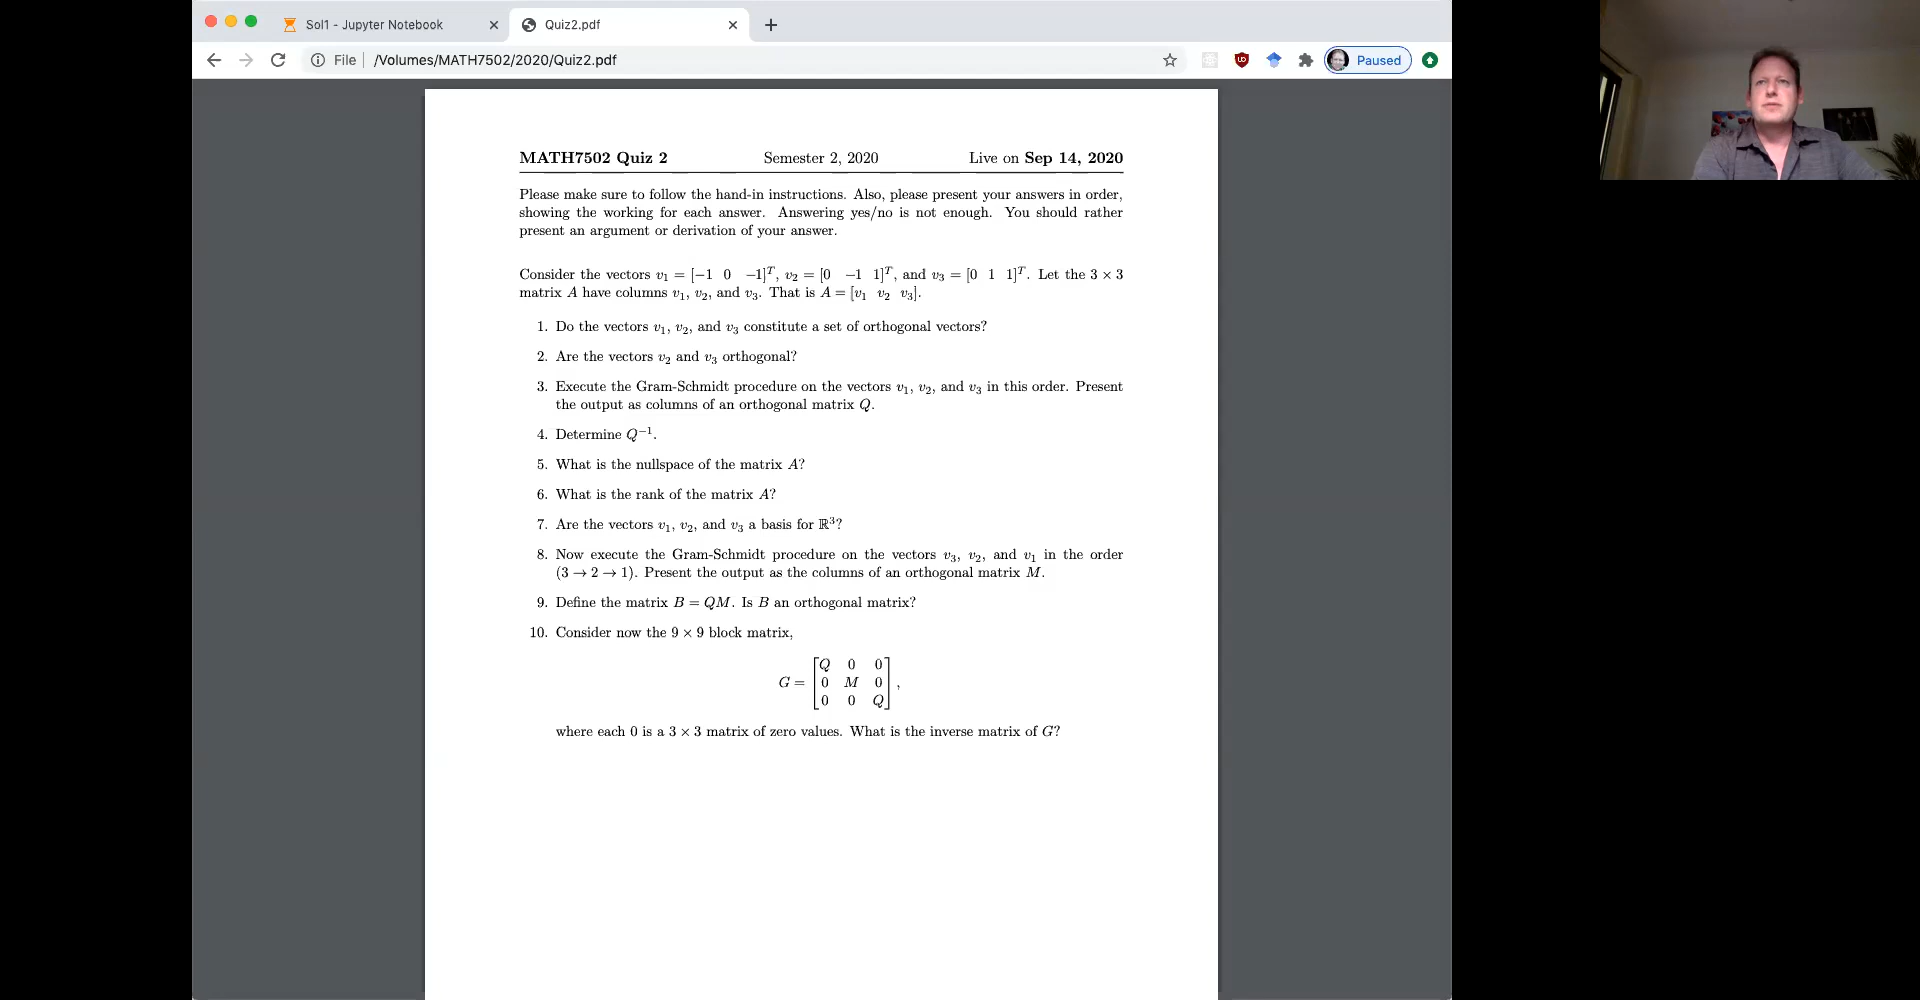 Sol1 - Jupyter Notebook
Quiz2.pdf
File
/Volumes/MATH7502/2020/Quiz2.pdf
Paused
MATH7502 Quiz 2 Semester 2, 2020 Live on Sep 14, 2020
Please make sure to follow the hand-in instructions. Also, please present your answers in order,
showing the working for each answer. Answering yes/no is not enough. You should rather
present an argument or derivation of your answer.
Consider the vectors v₁ = [−1 0 −1]ᵀ, v₂ = [0 −1 1]ᵀ, and v₃ = [0 1 1]ᵀ. Let the 3 × 3
matrix A have columns v₁, v₂, and v₃. That is A = [v₁ v₂ v₃].
1. Do the vectors v₁, v₂, and v₃ constitute a set of orthogonal vectors?
2. Are the vectors v₂ and v₃ orthogonal?
3. Execute the Gram-Schmidt procedure on the vectors v₁, v₂, and v₃ in this order. Present
the output as columns of an orthogonal matrix Q.
4. Determine Q⁻¹.
5. What is the nullspace of the matrix A?
6. What is the rank of the matrix A?
7. Are the vectors v₁, v₂, and v₃ a basis for ℝ³?
8. Now execute the Gram-Schmidt procedure on the vectors v₃, v₂, and v₁ in the order
(3 → 2 → 1). Present the output as the columns of an orthogonal matrix M.
9. Define the matrix B = QM. Is B an orthogonal matrix?
10. Consider now the 9 × 9 block matrix,
Q 0 0
G = 0 M 0 ,
0 0 Q
where each 0 is a 3 × 3 matrix of zero values. What is the inverse matrix of G?